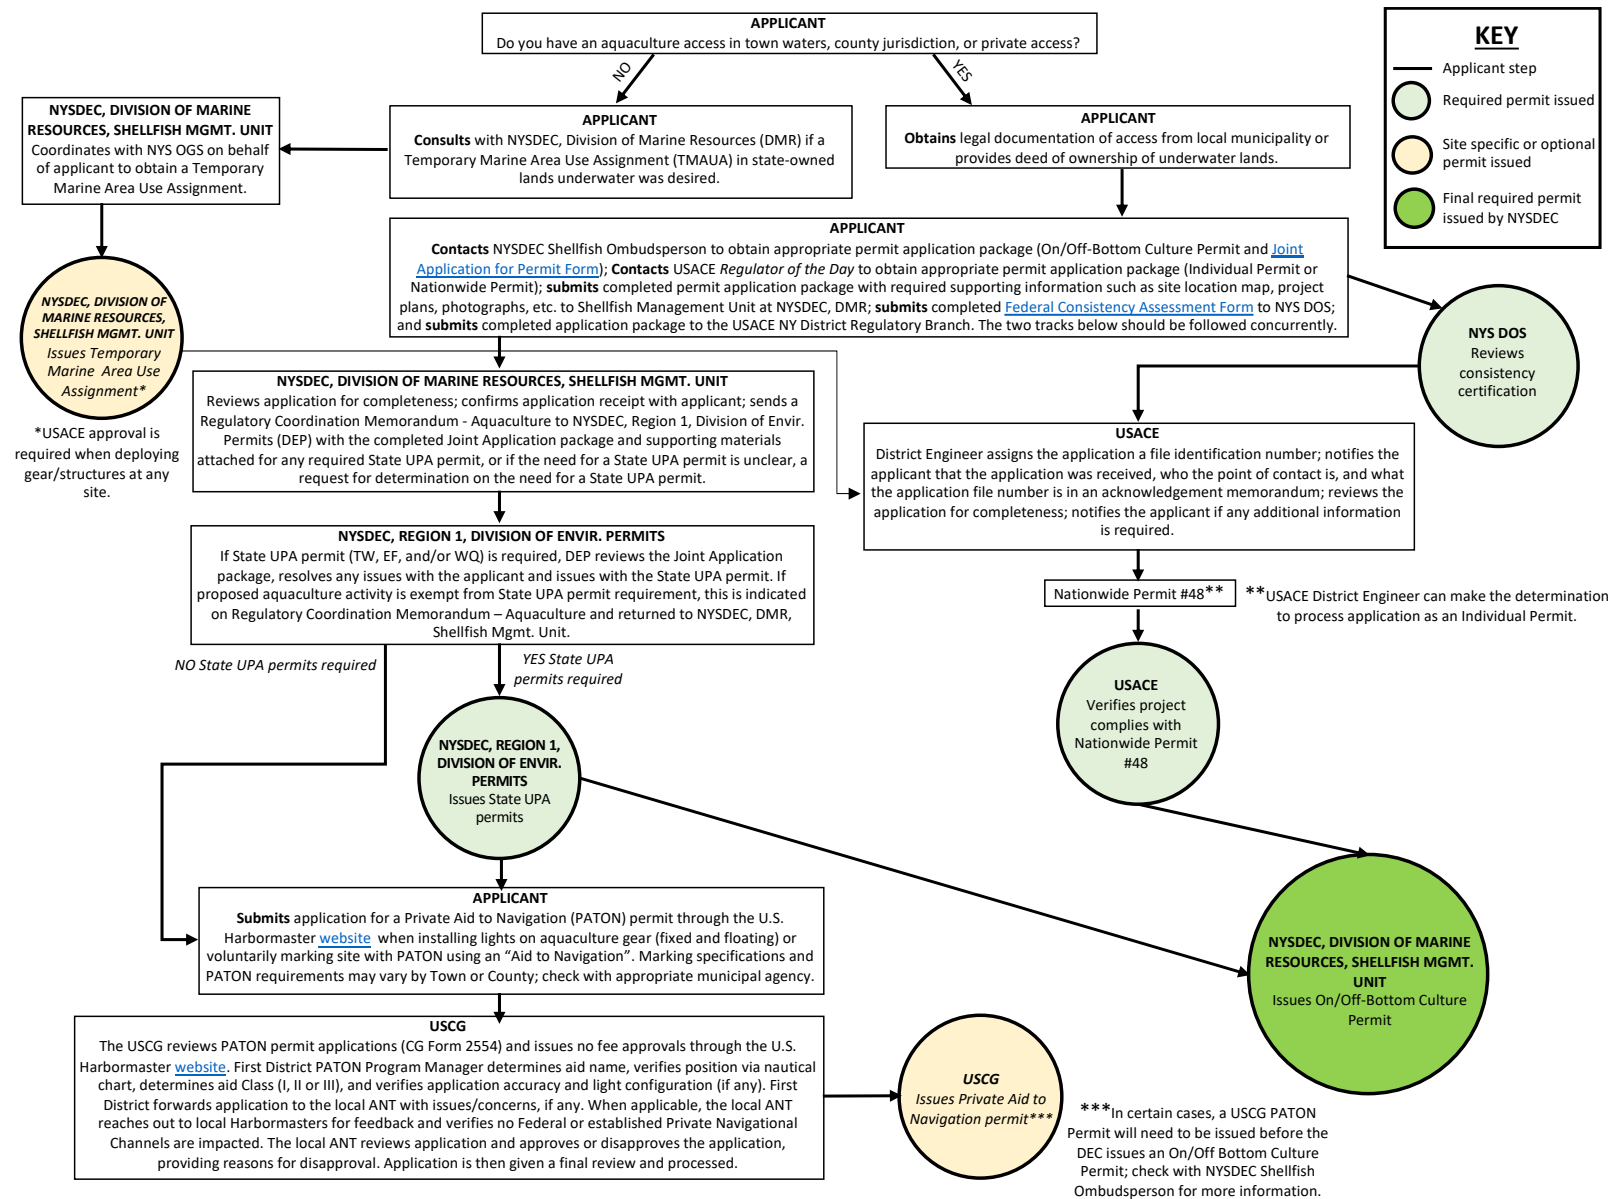 APPLICANT
Do you have an aquaculture access in town waters, county jurisdiction, or private access?
NO
YES
KEY
Applicant step
Required permit issued
Site specific or optional
permit issued
Final required permit
issued by NYSDEC
NYSDEC, DIVISION OF MARINE
RESOURCES, SHELLFISH MGMT. UNIT
Coordinates with NYS OGS on behalf
of applicant to obtain a Temporary
Marine Area Use Assignment.
APPLICANT
Consults with NYSDEC, Division of Marine Resources (DMR) if a
Temporary Marine Area Use Assignment (TMAUA) in state-owned
lands underwater was desired.
APPLICANT
Obtains legal documentation of access from local municipality or
provides deed of ownership of underwater lands.
APPLICANT
Contacts NYSDEC Shellfish Ombudsperson to obtain appropriate permit application package (On/Off-Bottom Culture Permit and Joint
Application for Permit Form); Contacts USACE Regulator of the Day to obtain appropriate permit application package (Individual Permit or
Nationwide Permit); submits completed permit application package with required supporting information such as site location map, project
plans, photographs, etc. to Shellfish Management Unit at NYSDEC, DMR; submits completed Federal Consistency Assessment Form to NYS DOS;
and submits completed application package to the USACE NY District Regulatory Branch. The two tracks below should be followed concurrently.
NYSDEC, DIVISION OF
MARINE RESOURCES,
SHELLFISH MGMT. UNIT
Issues Temporary
Marine Area Use
Assignment*
*USACE approval is
required when deploying
gear/structures at any
site.
NYS DOS
Reviews
consistency
certification
NYSDEC, DIVISION OF MARINE RESOURCES, SHELLFISH MGMT. UNIT
Reviews application for completeness; confirms application receipt with applicant; sends a
Regulatory Coordination Memorandum - Aquaculture to NYSDEC, Region 1, Division of Envir.
Permits (DEP) with the completed Joint Application package and supporting materials
attached for any required State UPA permit, or if the need for a State UPA permit is unclear, a
request for determination on the need for a State UPA permit.
USACE
District Engineer assigns the application a file identification number; notifies the
applicant that the application was received, who the point of contact is, and what
the application file number is in an acknowledgement memorandum; reviews the
application for completeness; notifies the applicant if any additional information
is required.
NYSDEC, REGION 1, DIVISION OF ENVIR. PERMITS
If State UPA permit (TW, EF, and/or WQ) is required, DEP reviews the Joint Application
package, resolves any issues with the applicant and issues with the State UPA permit. If
proposed aquaculture activity is exempt from State UPA permit requirement, this is indicated
on Regulatory Coordination Memorandum – Aquaculture and returned to NYSDEC, DMR,
Shellfish Mgmt. Unit.
Nationwide Permit #48**
**USACE District Engineer can make the determination
to process application as an Individual Permit.
NO State UPA permits required
YES State UPA
permits required
USACE
Verifies project
complies with
Nationwide Permit
#48
NYSDEC, REGION 1,
DIVISION OF ENVIR.
PERMITS
Issues State UPA
permits
APPLICANT
Submits application for a Private Aid to Navigation (PATON) permit through the U.S.
Harbormaster website when installing lights on aquaculture gear (fixed and floating) or
voluntarily marking site with PATON using an “Aid to Navigation”. Marking specifications and
PATON requirements may vary by Town or County; check with appropriate municipal agency.
NYSDEC, DIVISION OF MARINE
RESOURCES, SHELLFISH MGMT.
UNIT
Issues On/Off-Bottom Culture
Permit
USCG
The USCG reviews PATON permit applications (CG Form 2554) and issues no fee approvals through the U.S.
Harbormaster website. First District PATON Program Manager determines aid name, verifies position via nautical
chart, determines aid Class (I, II or III), and verifies application accuracy and light configuration (if any). First
District forwards application to the local ANT with issues/concerns, if any. When applicable, the local ANT
reaches out to local Harbormasters for feedback and verifies no Federal or established Private Navigational
Channels are impacted. The local ANT reviews application and approves or disapproves the application,
providing reasons for disapproval. Application is then given a final review and processed.
USCG
Issues Private Aid to
Navigation permit***
***In certain cases, a USCG PATON
Permit will need to be issued before the
DEC issues an On/Off Bottom Culture
Permit; check with NYSDEC Shellfish
Ombudsperson for more information.